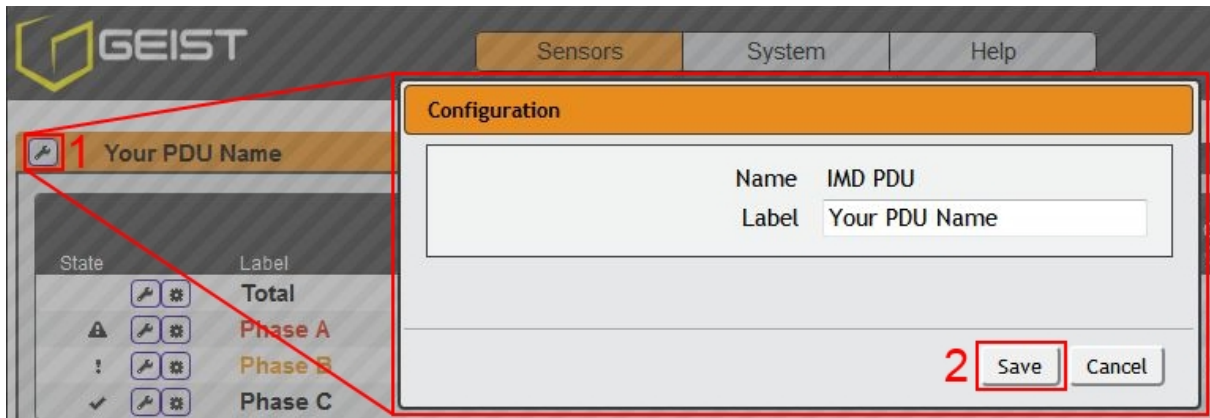 GEIST
Sensors System Help
Configuration
1 Your PDU Name
Name IMD PDU
Label Your PDU Name
State Label
Total
Phase A
Phase B
Phase C
2 Save Cancel